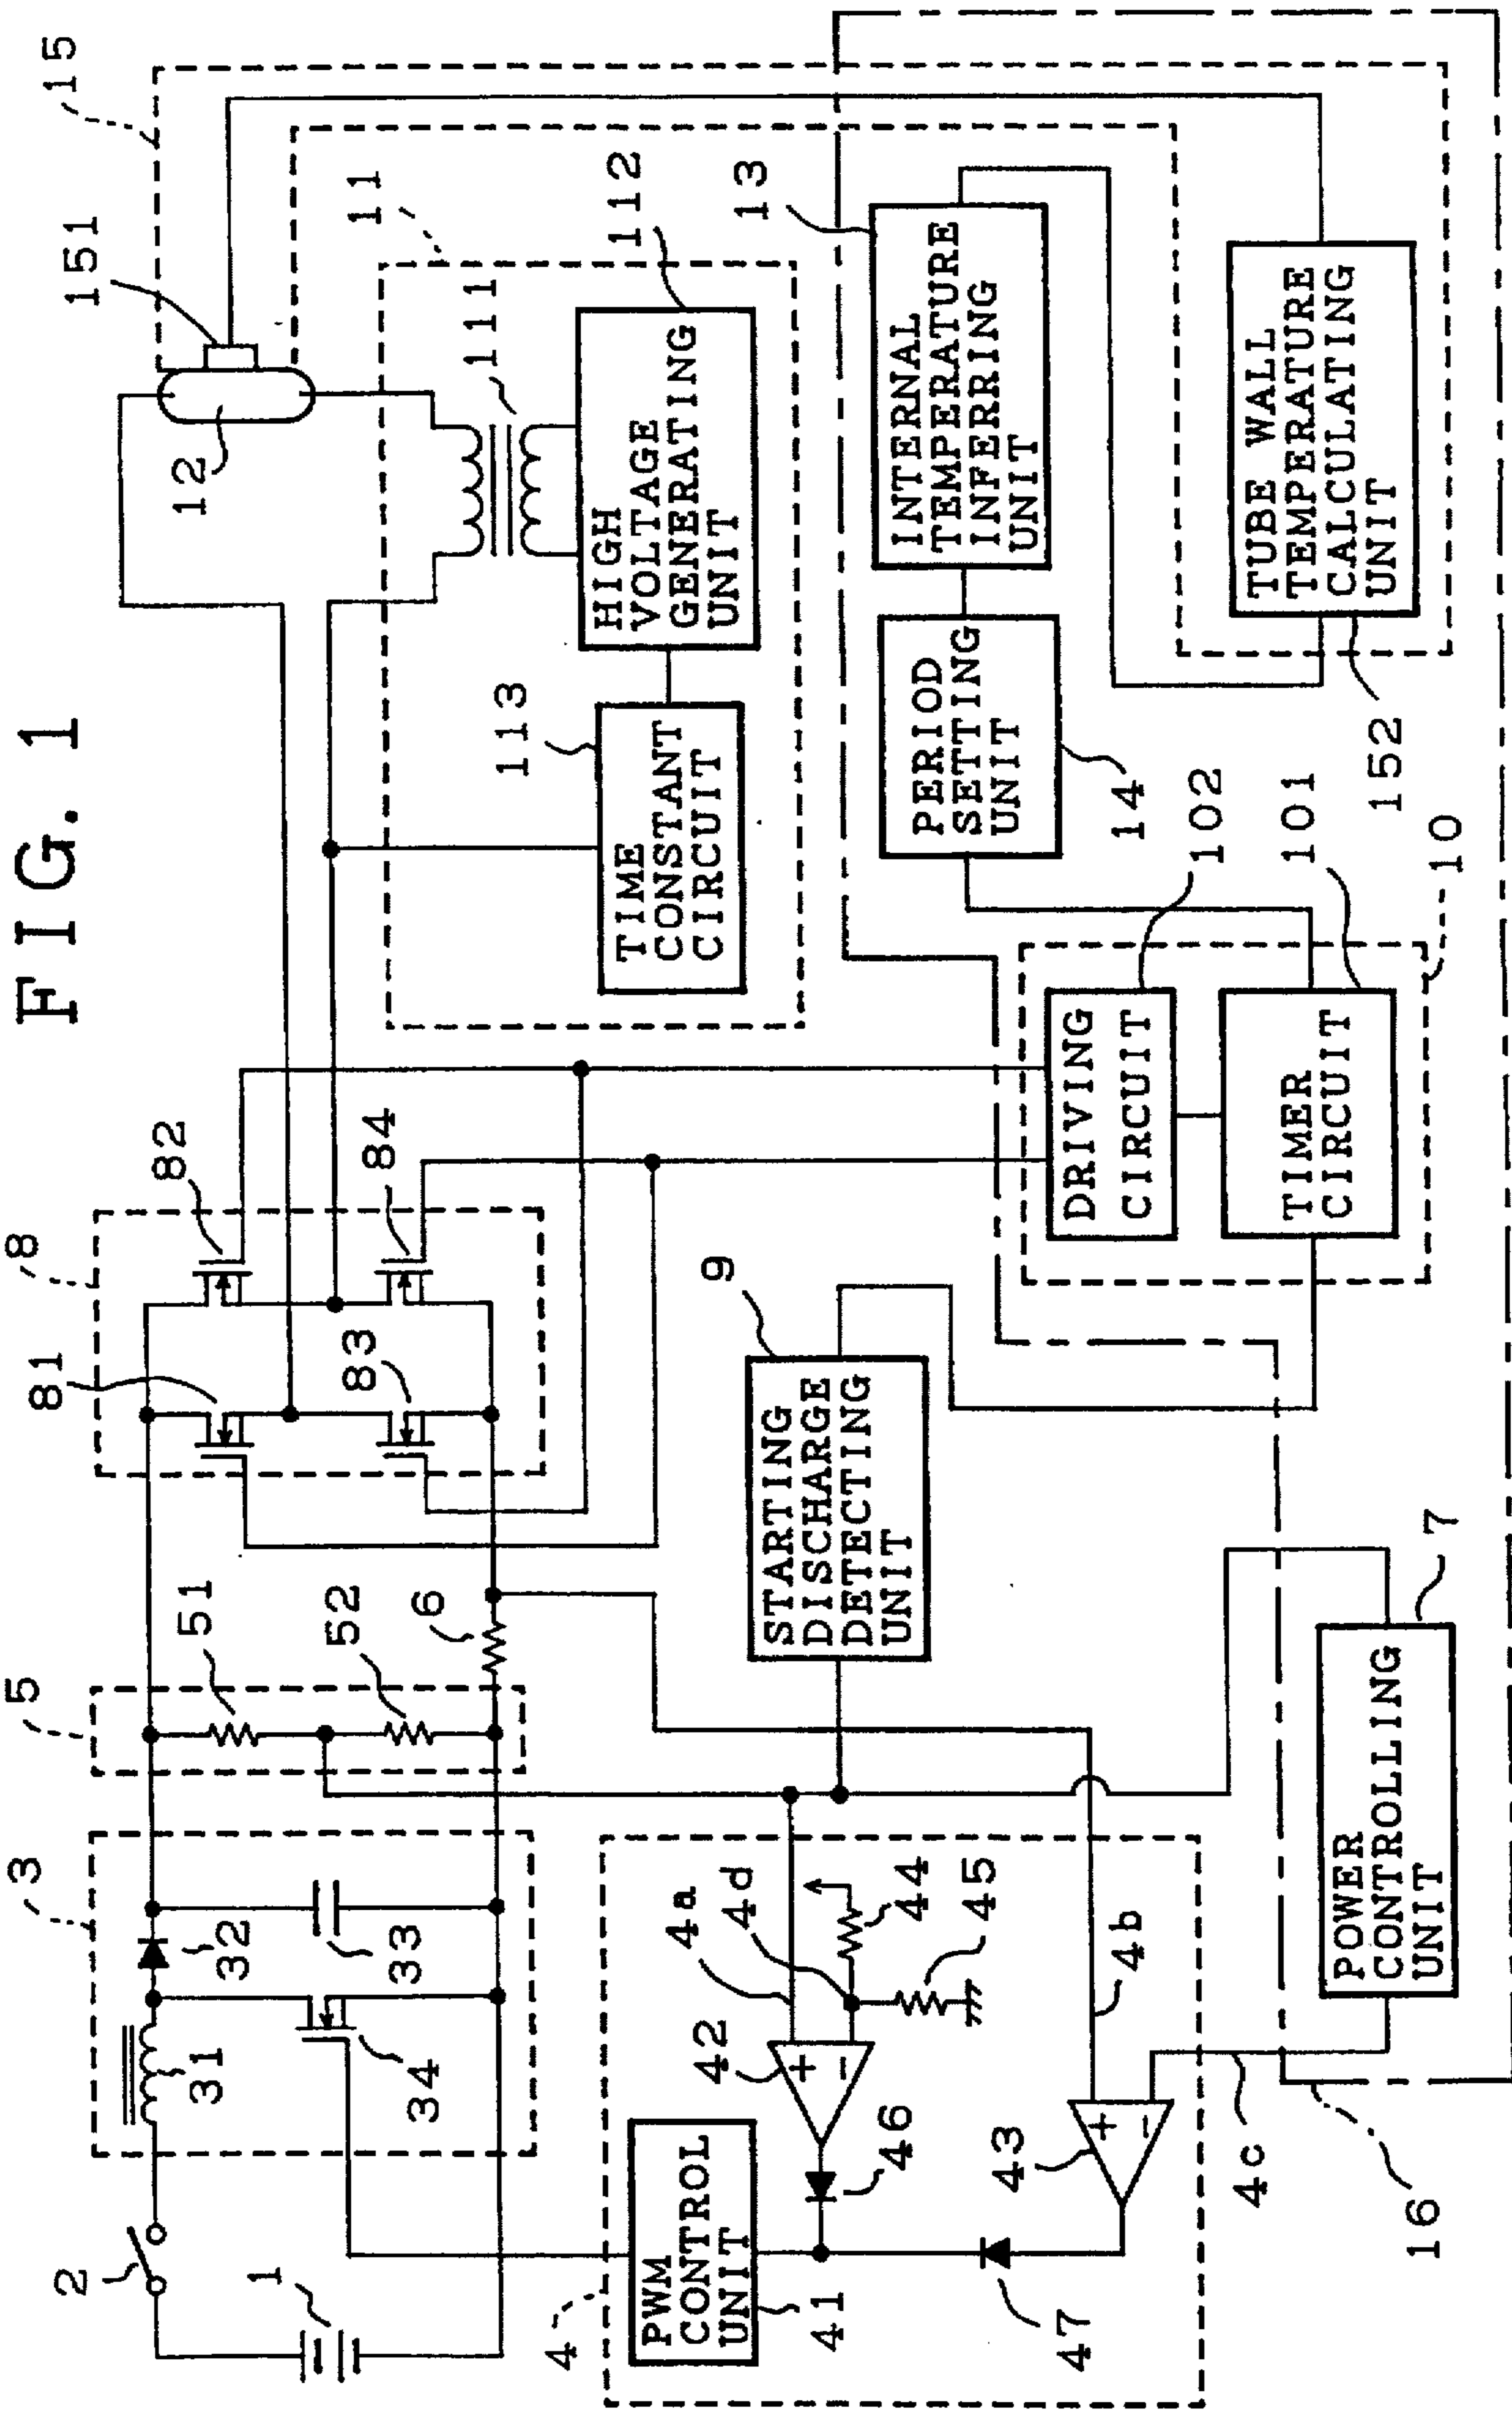 FIG. 1
3
5
8
15
2
1
31
32
33
34
51
52
6
81
82
83
84
12
151
11
111
112
HIGH
VOLTAGE
GENERATING
UNIT
113
TIME
CONSTANT
CIRCUIT
4
PWM
CONTROL
UNIT
41
42
+
−
4a
4d
44
45
46
43
+
−
4b
4c
47
9
STARTING
DISCHARGE
DETECTING
UNIT
7
POWER
CONTROLLING
UNIT
16
DRIVING
CIRCUIT
102
TIMER
CIRCUIT
101
10
PERIOD
SETTING
UNIT
14
13
INTERNAL
TEMPERATURE
INFERRING
UNIT
TUBE WALL
TEMPERATURE
CALCULATING
UNIT
152